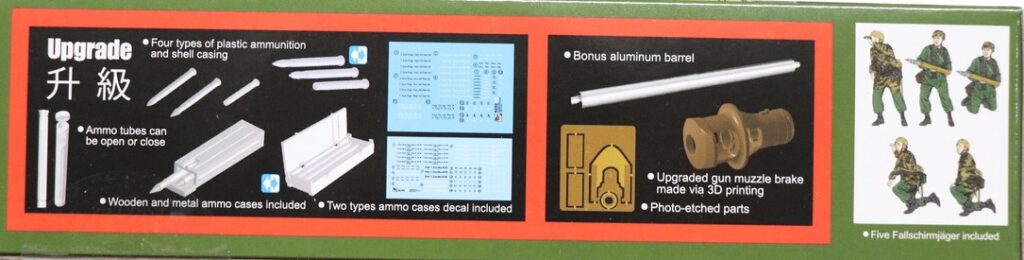 Upgrade
升級
Four types of plastic ammunition
and shell casing
Ammo tubes can
be open or close
Wooden and metal ammo cases included
Two types ammo cases decal included
Bonus aluminum barrel
Upgraded gun muzzle brake
made via 3D printing
Photo-etched parts
Five Fallschirmjäger included